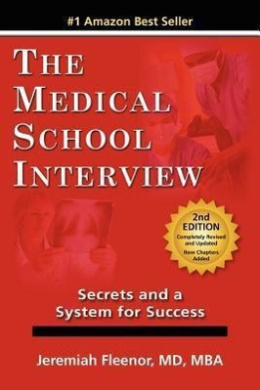 #1 Amazon Best Seller
THE
MEDICAL
SCHOOL
INTERVIEW
2nd
EDITION
Completely Revised
and Updated
New Chapters
Added
Secrets and a
System for Success
Jeremiah Fleenor, MD, MBA